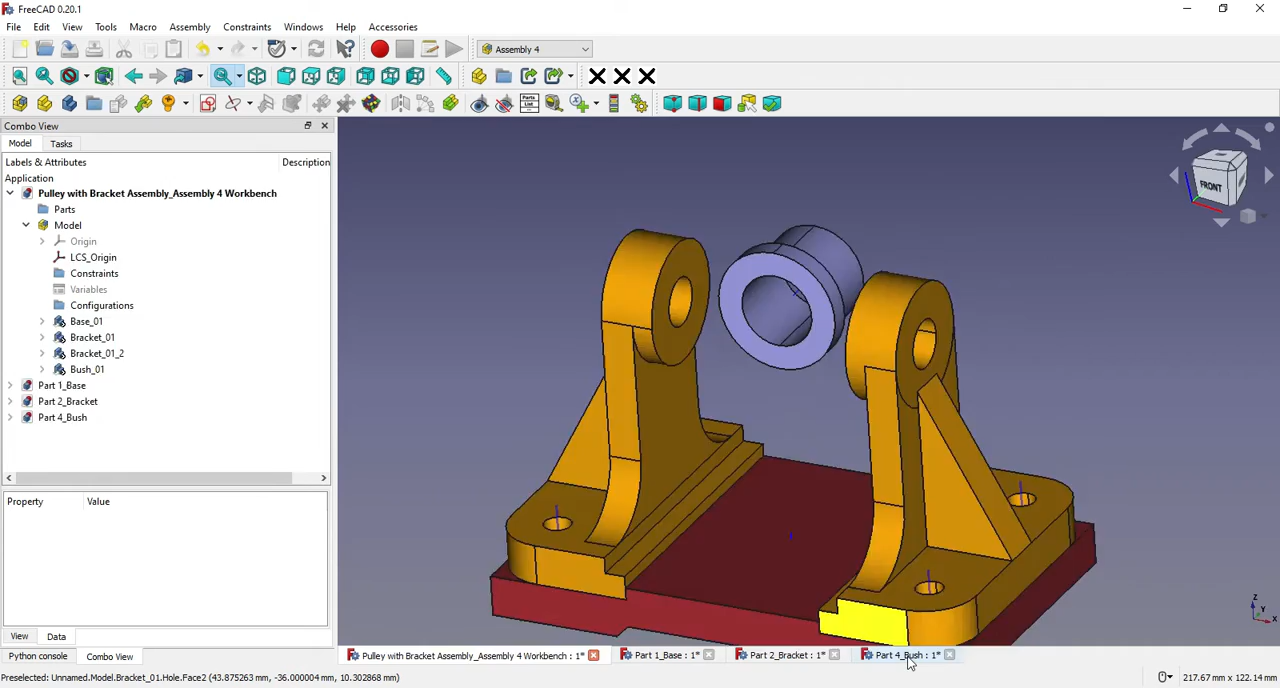 FreeCAD 0.20.1
File Edit View Tools Macro Assembly Constraints Windows Help Accessories
Assembly 4
Parts List
Combo View
Model Tasks
Labels & Attributes Description
Application
Pulley with Bracket Assembly_Assembly 4 Workbench
Parts
Model
Origin
LCS_Origin
Constraints
Variables
Configurations
Base_01
Bracket_01
Bracket_01_2
Bush_01
Part 1_Base
Part 2_Bracket
Part 4_Bush
Property Value
View Data
Python console Combo View
FRONT
Z
Y
X
Pulley with Bracket Assembly_Assembly 4 Workbench : 1* Part 1_Base : 1* Part 2_Bracket : 1* Part 4_Bush : 1*
Preselected: Unnamed.Model.Bracket_01.Hole.Face2 (43.875263 mm, -36.000004 mm, 10.302868 mm) 217.67 mm x 122.14 mm